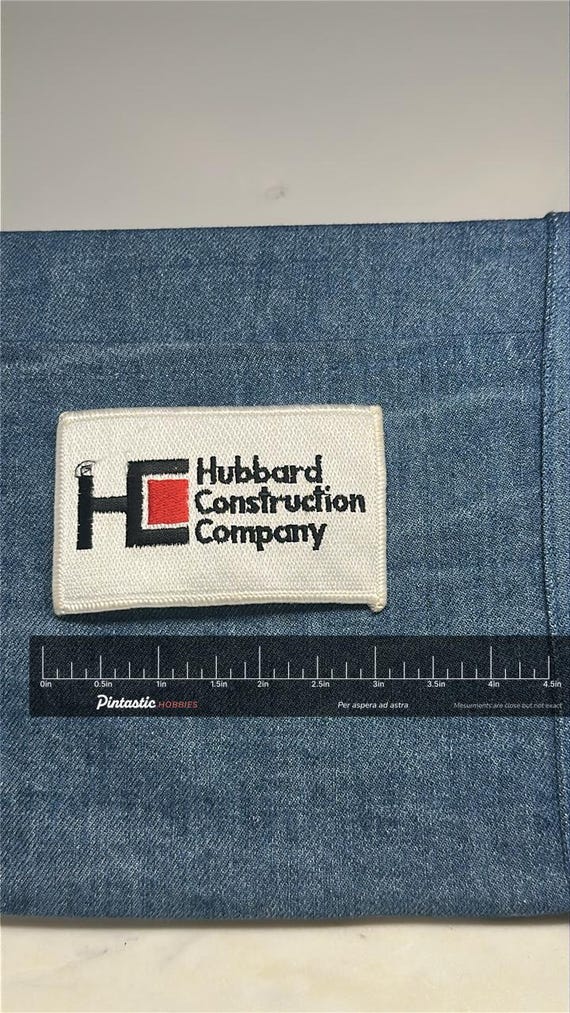 HC
Hubbard
Construction
Company
0in 0.5in 1in 1.5in 2in 2.5in 3in 3.5in 4in 4.5in
Pintastic HOBBIES Per aspera ad astra Mesurments are close but not exact